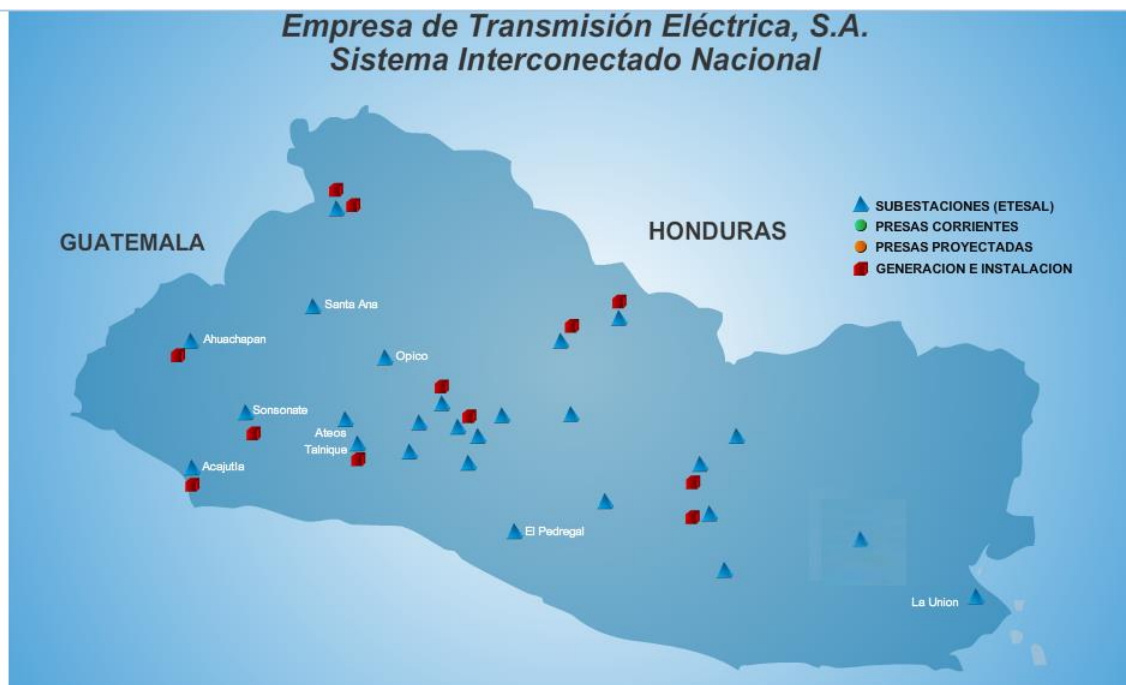 Empresa de Transmisión Eléctrica, S.A.
Sistema Interconectado Nacional
GUATEMALA
HONDURAS
SUBESTACIONES (ETESAL)
PRESAS CORRIENTES
PRESAS PROYECTADAS
GENERACION E INSTALACION
Santa Ana
Ahuachapan
Opico
Sonsonate
Ateos
Talnique
Acajutla
El Pedregal
La Union